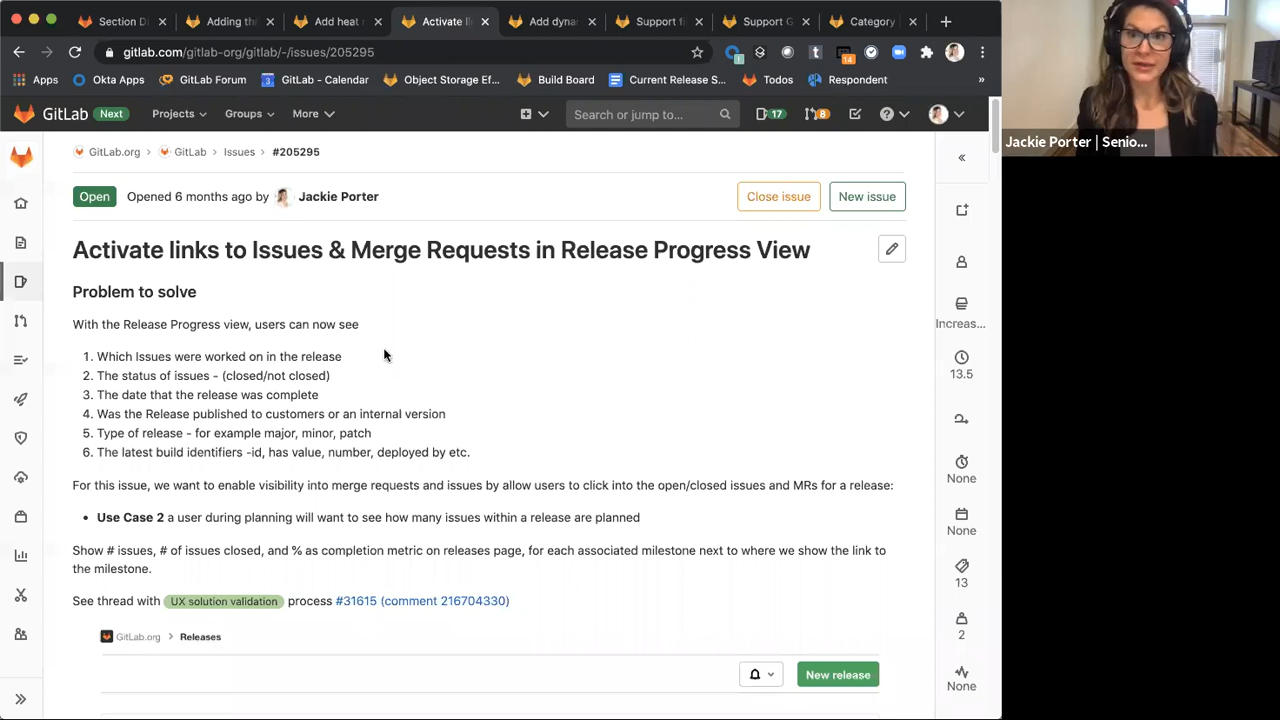 Section D
Adding th
Add heat r
Activate li
Add dyna
Support fi
Support G
Category
gitlab.com/gitlab-org/gitlab/-/issues/205295
14
Apps
Okta Apps
GitLab Forum
GitLab - Calendar
Object Storage Ef...
Build Board
Current Release S...
Todos
Respondent
»
GitLab Next
Projects
Groups
More
Search or jump to...
17
8
GitLab.org > GitLab > Issues > #205295
Open Opened 6 months ago by Jackie Porter
Close issue
New issue
Activate links to Issues & Merge Requests in Release Progress View
Problem to solve
With the Release Progress view, users can now see
1. Which Issues were worked on in the release
2. The status of issues - (closed/not closed)
3. The date that the release was complete
4. Was the Release published to customers or an internal version
5. Type of release - for example major, minor, patch
6. The latest build identifiers -id, has value, number, deployed by etc.
For this issue, we want to enable visibility into merge requests and issues by allow users to click into the open/closed issues and MRs for a release:
• Use Case 2 a user during planning will want to see how many issues within a release are planned
Show # issues, # of issues closed, and % as completion metric on releases page, for each associated milestone next to where we show the link to
the milestone.
See thread with UX solution validation process #31615 (comment 216704330)
GitLab.org > Releases
New release
«
Increas...
13.5
None
None
13
2
None
Jackie Porter | Senio...